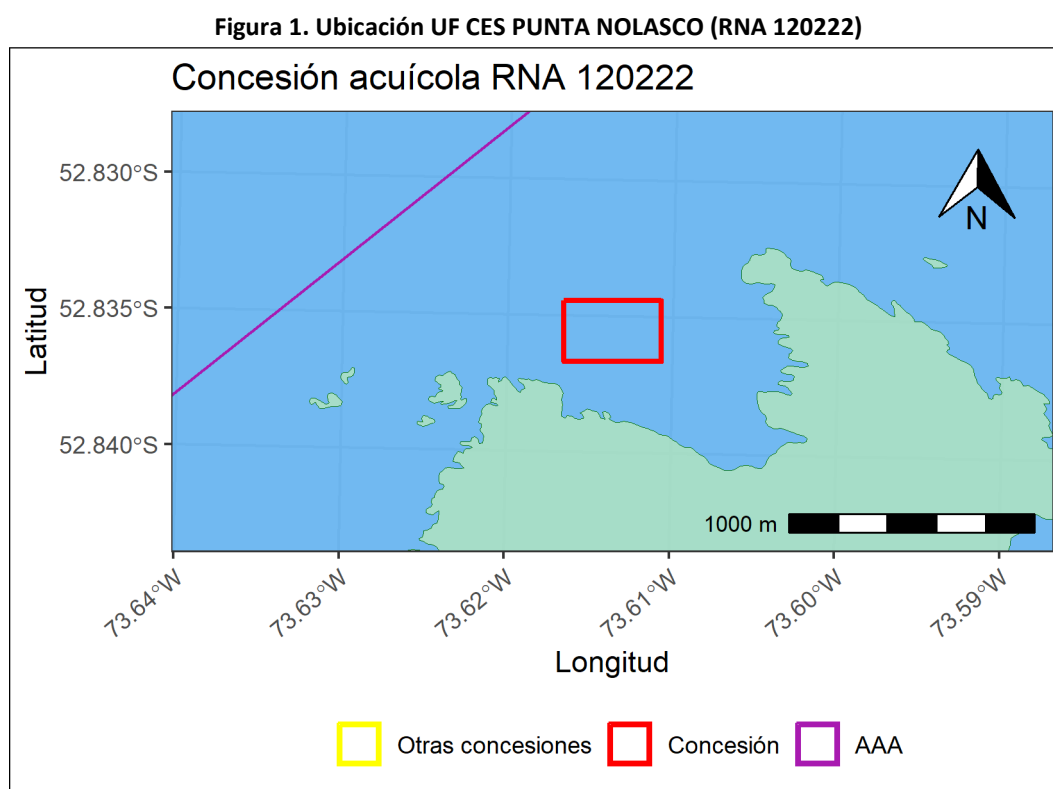 Figura 1. Ubicación UF CES PUNTA NOLASCO (RNA 120222)
Concesión acuícola RNA 120222
52.830°S
52.835°S
52.840°S
Latitud
N
1000 m
73.64°W
73.63°W
73.62°W
73.61°W
73.60°W
73.59°W
Longitud
Otras concesiones
Concesión
AAA